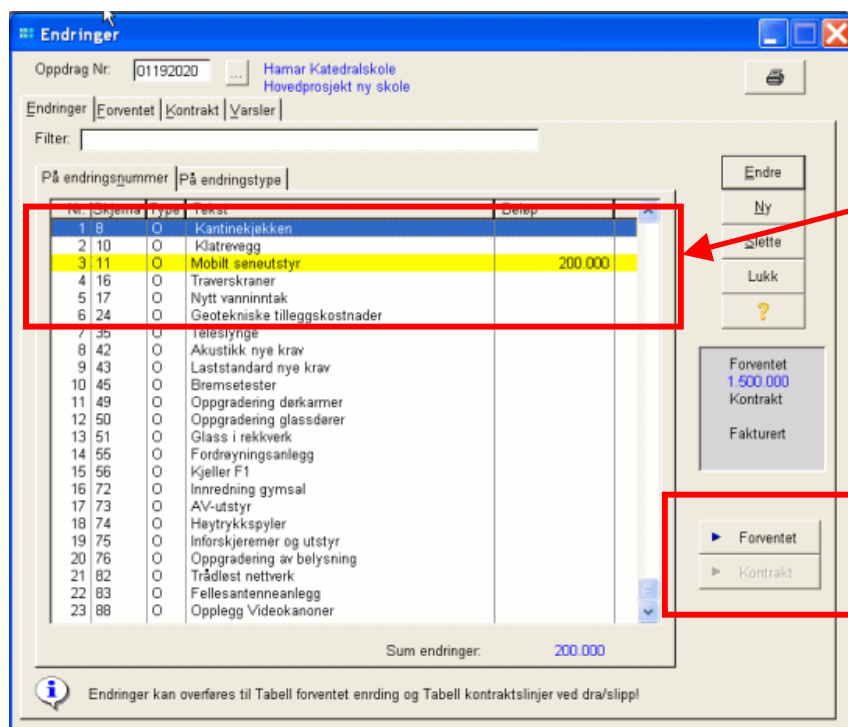 Endringer
Oppdrag Nr: 01192020 ... Hamar Katedralskole
Hovedprosjekt ny skole
Endringer Forventet Kontrakt Varsler
Filter:
På endringsnummer På endringstype
Nr. Skjema Type Tekst Beløp
1 8 O Kantinekjøkken
2 10 O Klatrevegg
3 11 O Mobilt seneutstyr 200.000
4 16 O Traverskraner
5 17 O Nytt vanninntak
6 24 O Geotekniske tilleggskostnader
7 35 O Teleslynge
8 42 O Akustikk nye krav
9 43 O Laststandard nye krav
10 45 O Bremsetester
11 49 O Oppgradering dørkarmer
12 50 O Oppgradering glassdører
13 51 O Glass i rekkverk
14 55 O Fordrøyningsanlegg
15 56 O Kjeller F1
16 72 O Innredning gymsal
17 73 O AV-utstyr
18 74 O Høytrykkspyler
19 75 O Inforskjeremer og utstyr
20 76 O Oppgradering av belysning
21 82 O Trådløst nettverk
22 83 O Fellesantenneanlegg
23 88 O Opplegg Videokanoner
Sum endringer: 200.000
Endre
Ny
Slette
Lukk
?
Forventet
1.500.000
Kontrakt
Fakturert
Forventet
Kontrakt
Endringer kan overføres til Tabell forventet enrding og Tabell kontraktslinjer ved dra/slipp!